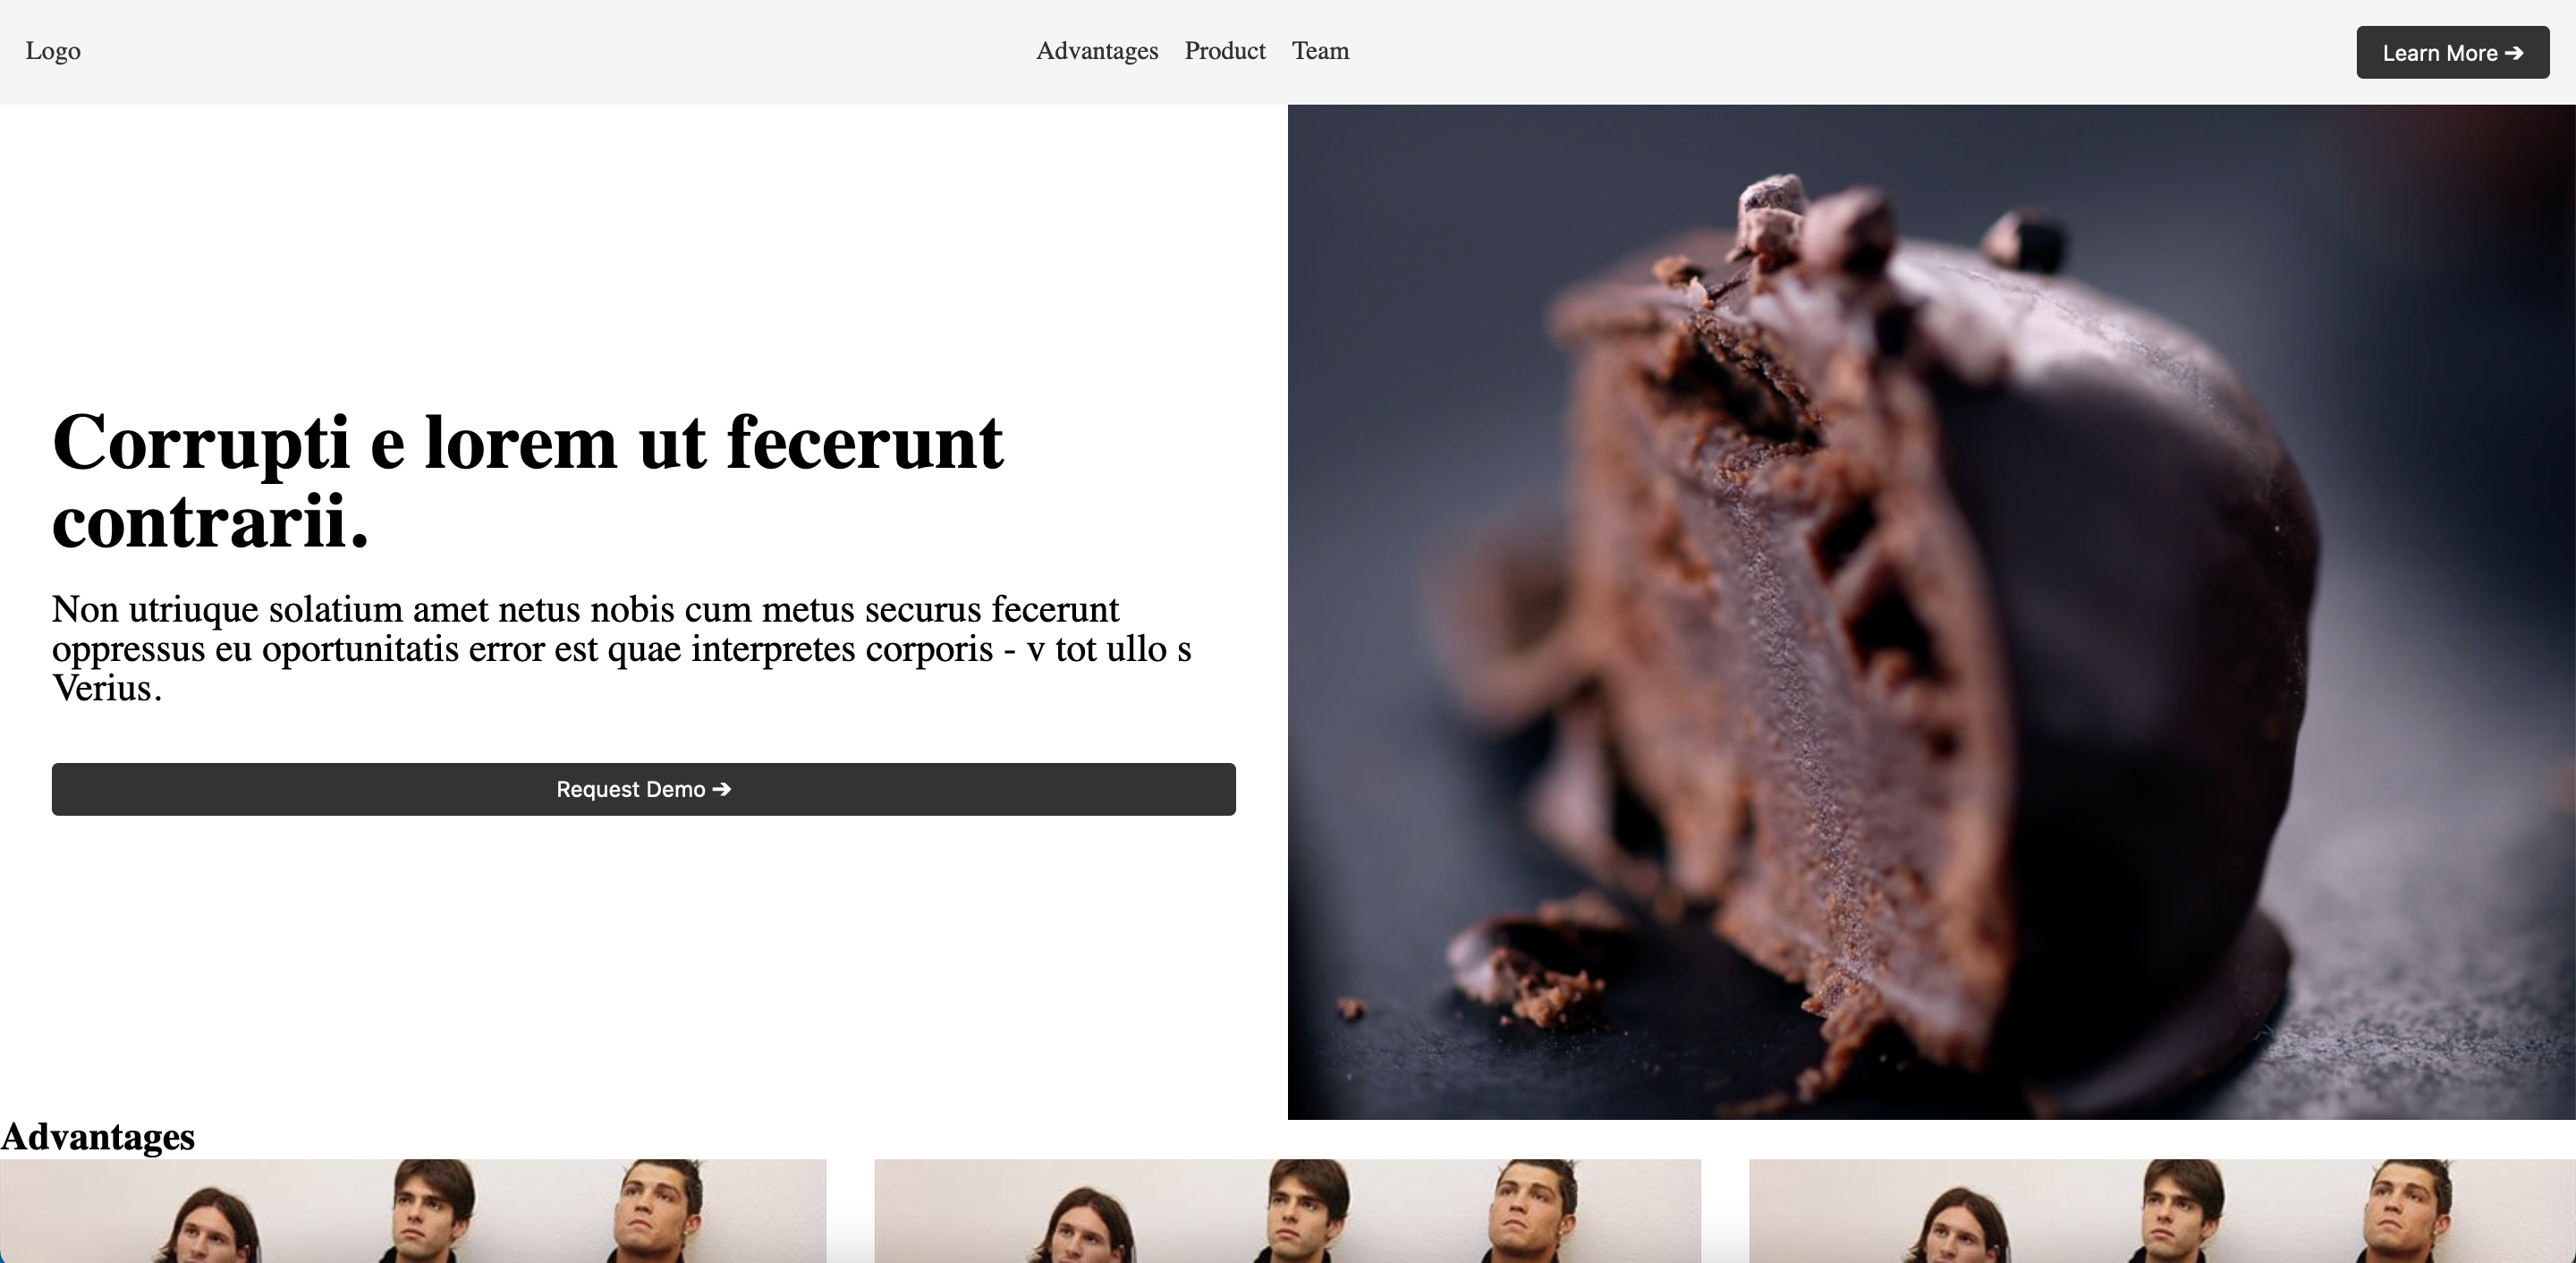 Logo
Advantages Product Team
Learn More ➔
Corrupti e lorem ut fecerunt
contrarii.
Non utriuque solatium amet netus nobis cum metus securus fecerunt
oppressus eu oportunitatis error est quae interpretes corporis - v tot ullo s
Verius.
Request Demo ➔
Advantages